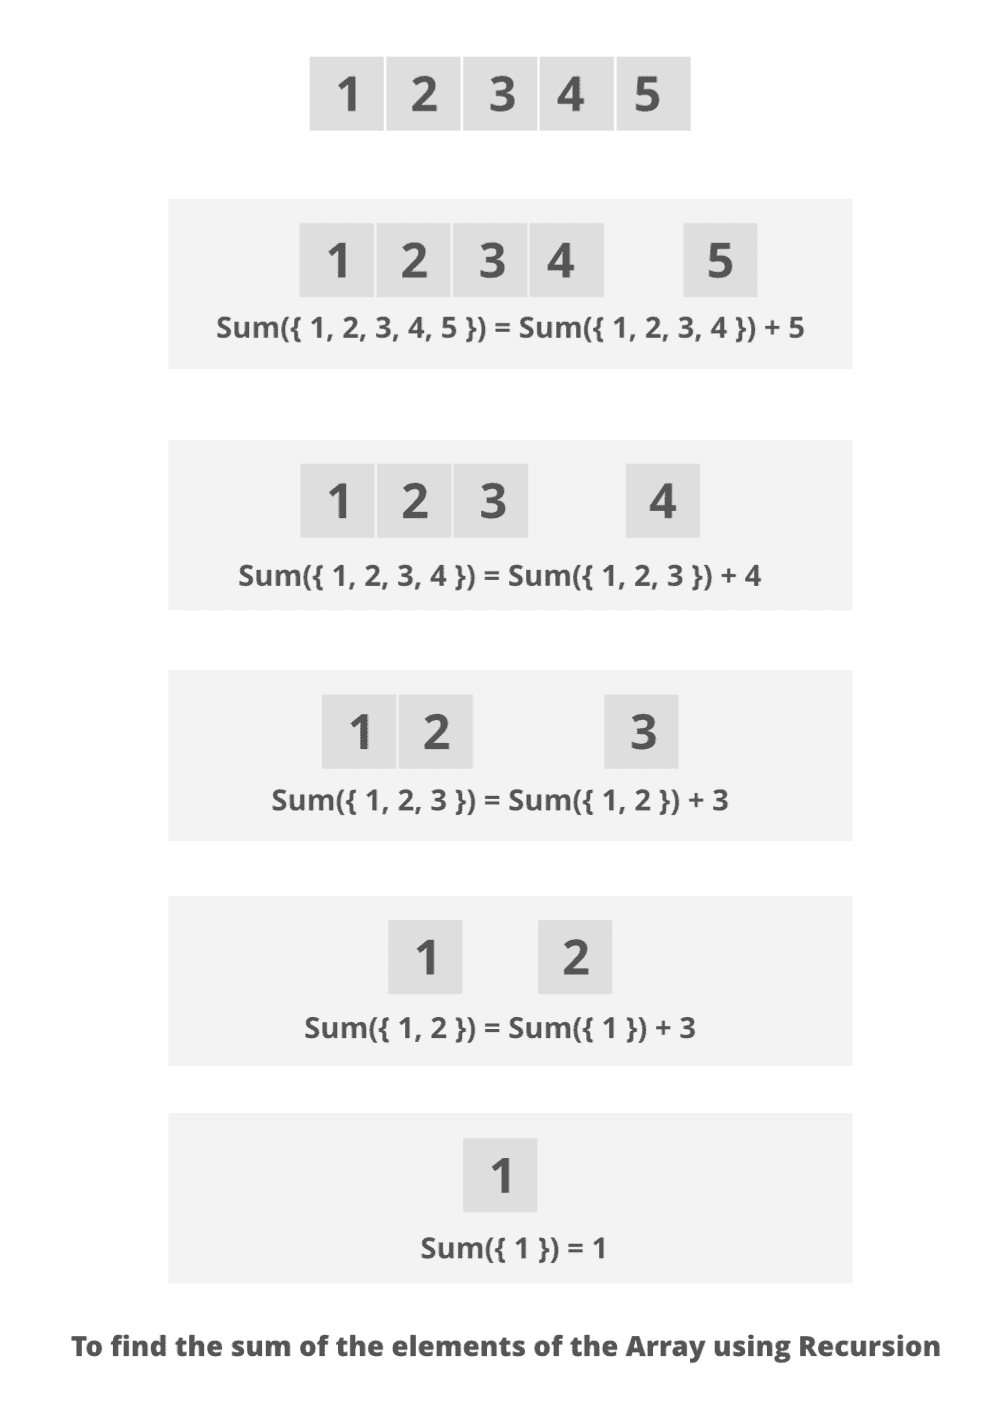 1 2 3 4 5
1 2 3 4 5
Sum({ 1, 2, 3, 4, 5 }) = Sum({ 1, 2, 3, 4 }) + 5
1 2 3 4
Sum({ 1, 2, 3, 4 }) = Sum({ 1, 2, 3 }) + 4
1 2 3
Sum({ 1, 2, 3 }) = Sum({ 1, 2 }) + 3
1 2
Sum({ 1, 2 }) = Sum({ 1 }) + 3
1
Sum({ 1 }) = 1
To find the sum of the elements of the Array using Recursion